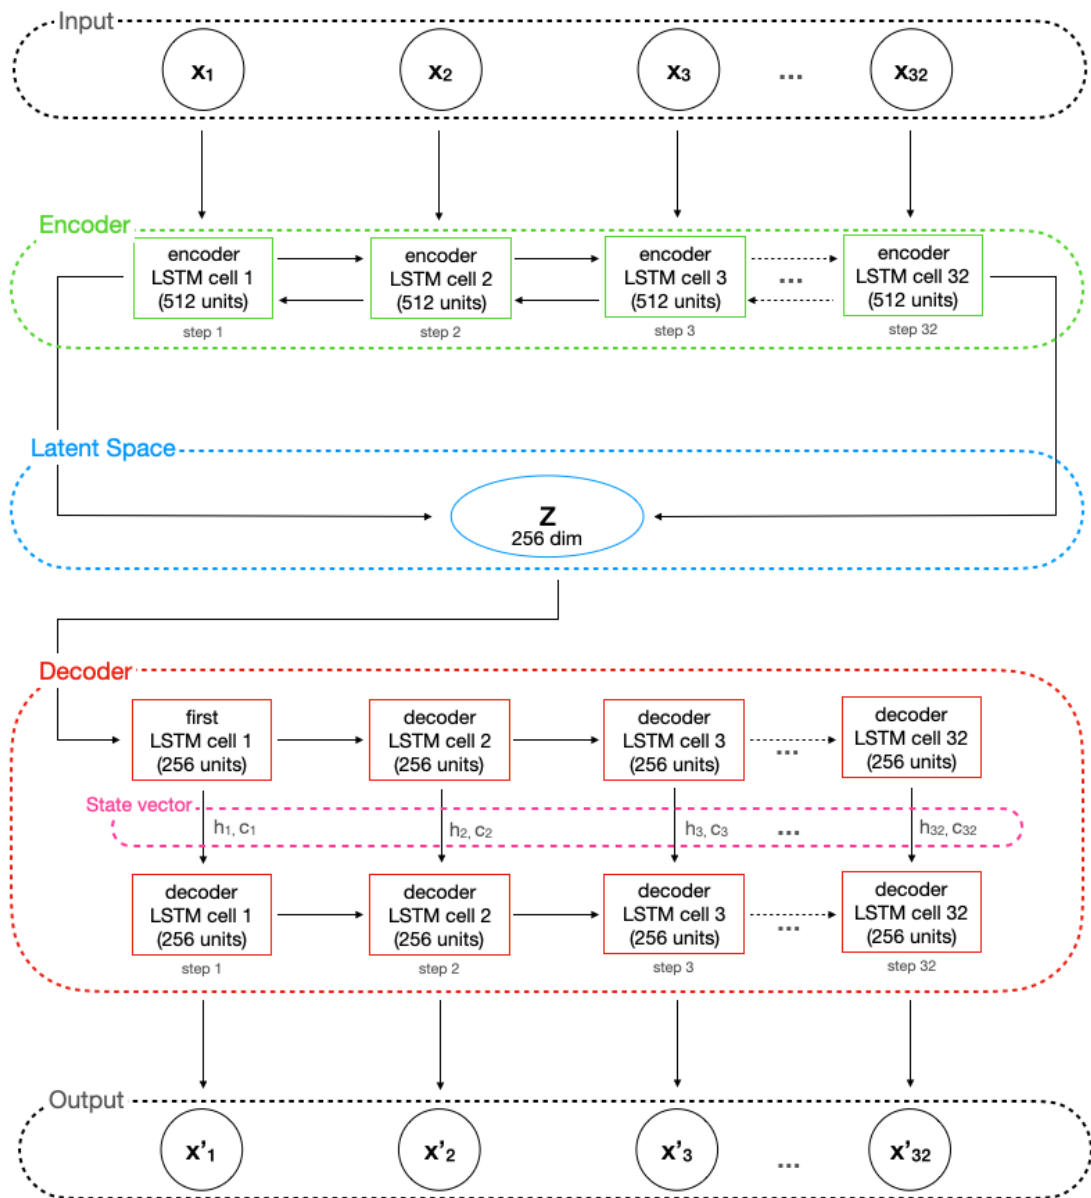 Input
x₁ x₂ x₃ ... x₃₂
Encoder
encoder LSTM cell 1 (512 units)
encoder LSTM cell 2 (512 units)
encoder LSTM cell 3 (512 units)
...
encoder LSTM cell 32 (512 units)
step 1 step 2 step 3 step 32
Latent Space
Z
256 dim
Decoder
first LSTM cell 1 (256 units)
decoder LSTM cell 2 (256 units)
decoder LSTM cell 3 (256 units)
...
decoder LSTM cell 32 (256 units)
State vector
h₁, c₁ h₂, c₂ h₃, c₃ ... h₃₂, c₃₂
decoder LSTM cell 1 (256 units)
decoder LSTM cell 2 (256 units)
decoder LSTM cell 3 (256 units)
...
decoder LSTM cell 32 (256 units)
step 1 step 2 step 3 step 32
Output
x'₁ x'₂ x'₃ ... x'₃₂